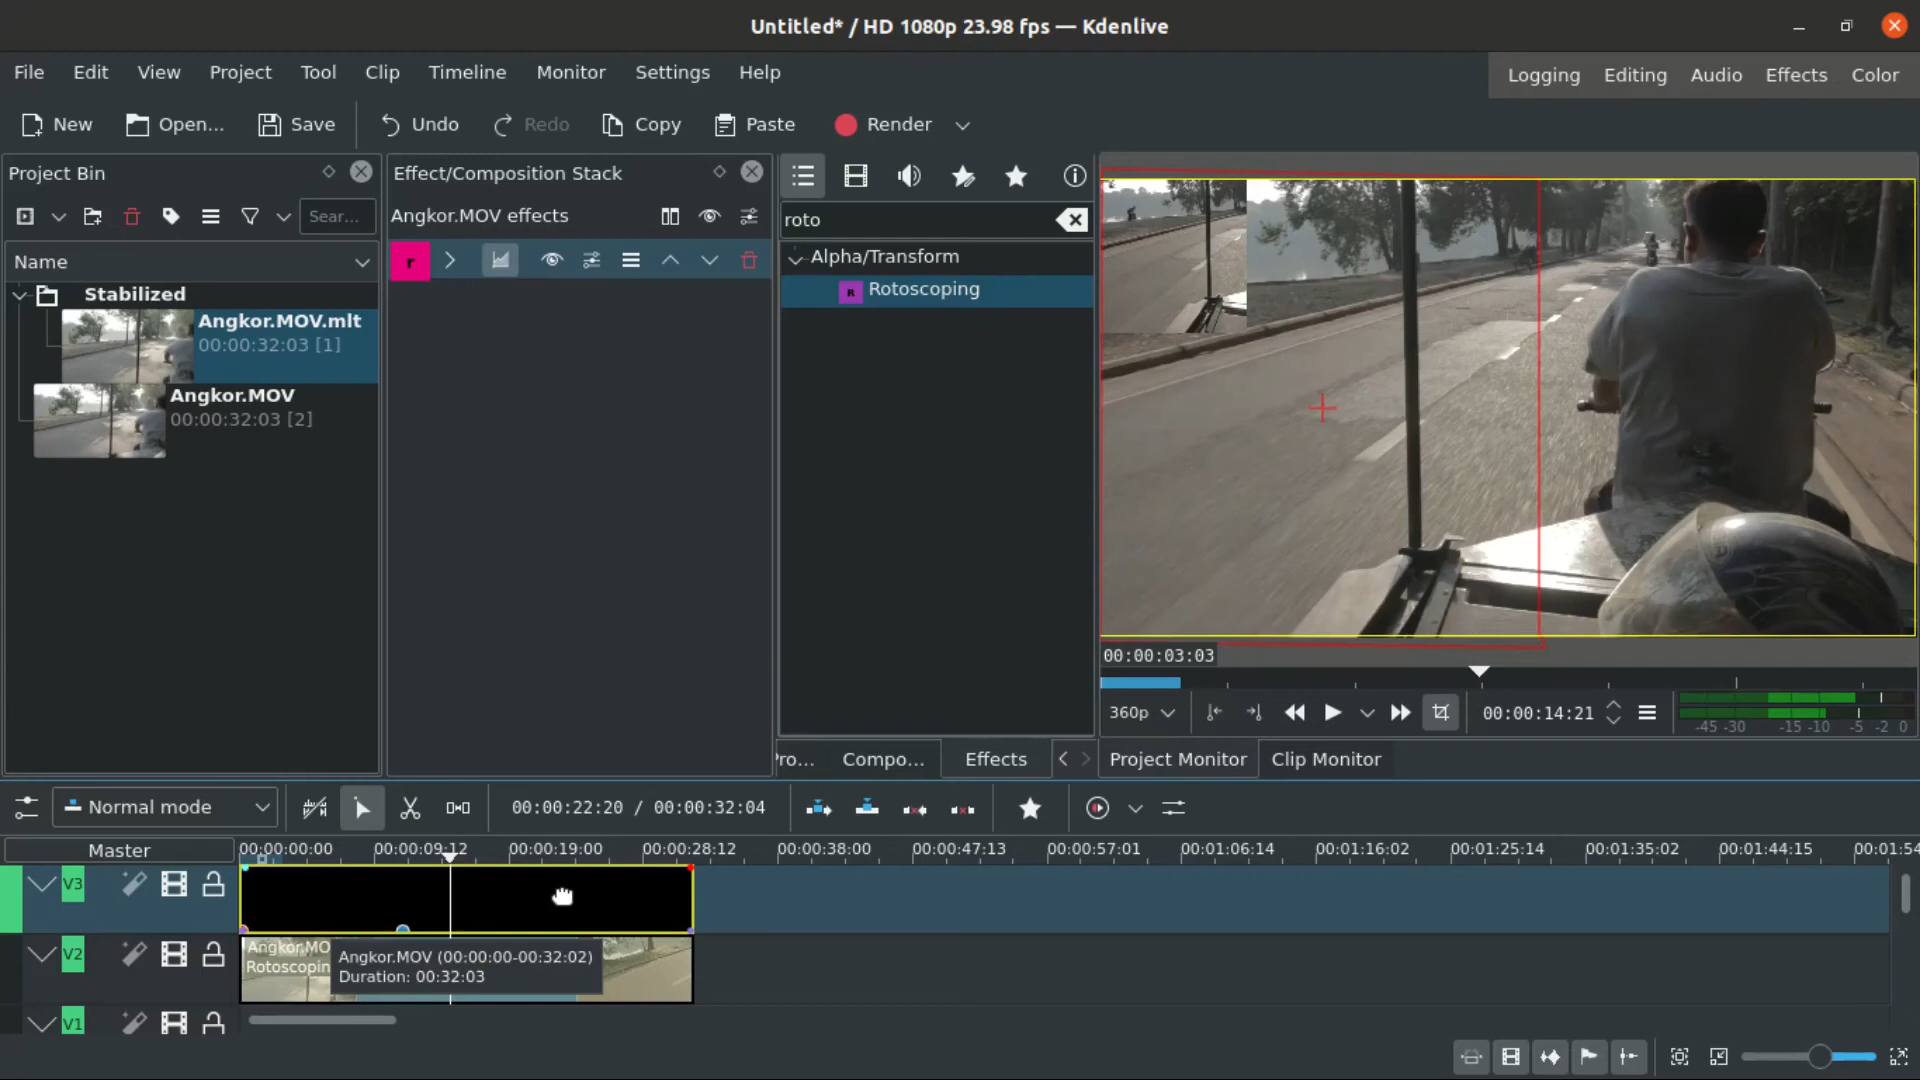 Untitled* / HD 1080p 23.98 fps — Kdenlive
File Edit View Project Tool Clip Timeline Monitor Settings Help
Logging Editing Audio Effects Color
New Open... Save Undo Redo Copy Paste Render
Project Bin
Sear...
Name
Stabilized
Angkor.MOV.mlt
00:00:32:03 [1]
Angkor.MOV
00:00:32:03 [2]
Effect/Composition Stack
Angkor.MOV effects
r
roto
Alpha/Transform
R Rotoscoping
00:00:03:03
360p 00:00:14:21 -45 -30 -15 -10 -5 -2 0
Pro... Compo... Effects Project Monitor Clip Monitor
Normal mode 00:00:22:20 / 00:00:32:04
Master 00:00:00:00 00:00:09:12 00:00:19:00 00:00:28:12 00:00:38:00 00:00:47:13 00:00:57:01 00:01:06:14 00:01:16:02 00:01:25:14 00:01:35:02 00:01:44:15 00:01:54
V3
V2
Angkor.MO
Rotoscopin
Angkor.MOV (00:00:00-00:32:02)
Duration: 00:32:03
V1